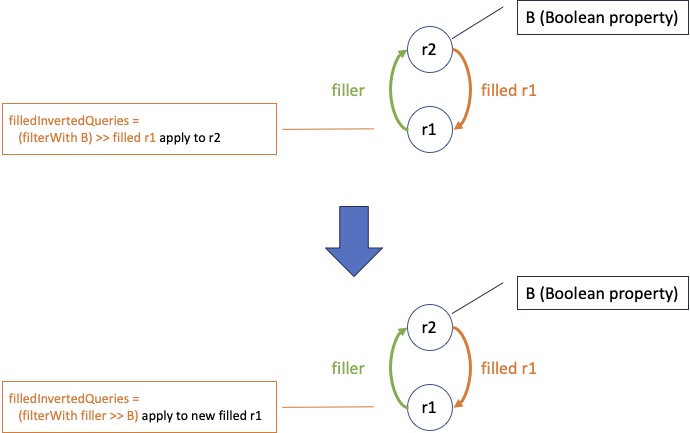 B (Boolean property)
r2
filler
filled r1
filledInvertedQueries =
(filterWith B) >> filled r1 apply to r2
r1
B (Boolean property)
r2
filler
filled r1
filledInvertedQueries =
(filterWith filler >> B) apply to new filled r1
r1